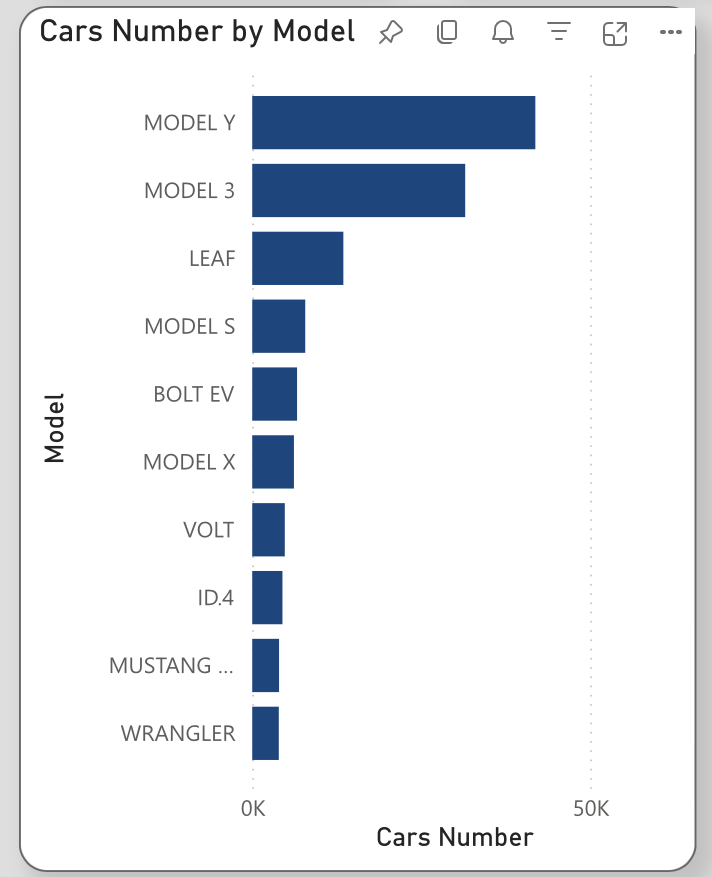 Cars Number by Model
MODEL Y
MODEL 3
LEAF
MODEL S
BOLT EV
MODEL X
VOLT
ID.4
MUSTANG ...
WRANGLER
Model
0K
50K
Cars Number